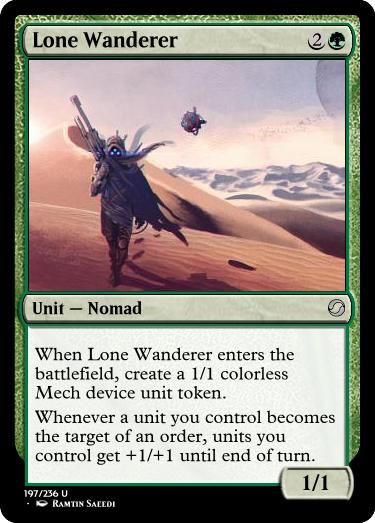 Lone Wanderer 2
Unit — Nomad
When Lone Wanderer enters the
battlefield, create a 1/1 colorless
Mech device unit token.
Whenever a unit you control becomes
the target of an order, units you
control get +1/+1 until end of turn.
1/1
197/236 U
· Ramtin Saeedi